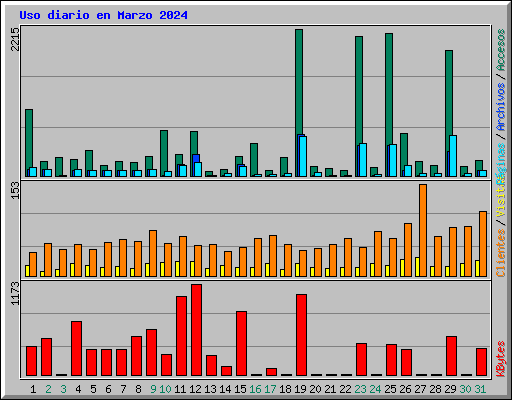 Uso diario en Marzo 2024
2215
153
1173
Accesos
/ Archivos /
Páginas
Clientes / Visitas
KBytes
1 2 3 4 5 6 7 8 9 10 11 12 13 14 15 16 17 18 19 20 21 22 23 24 25 26 27 28 29 30 31